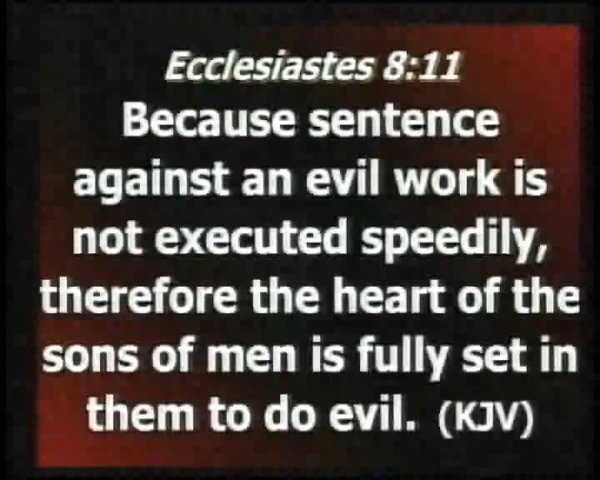 Ecclesiastes 8:11
Because sentence
against an evil work is
not executed speedily,
therefore the heart of the
sons of men is fully set in
them to do evil. (KJV)